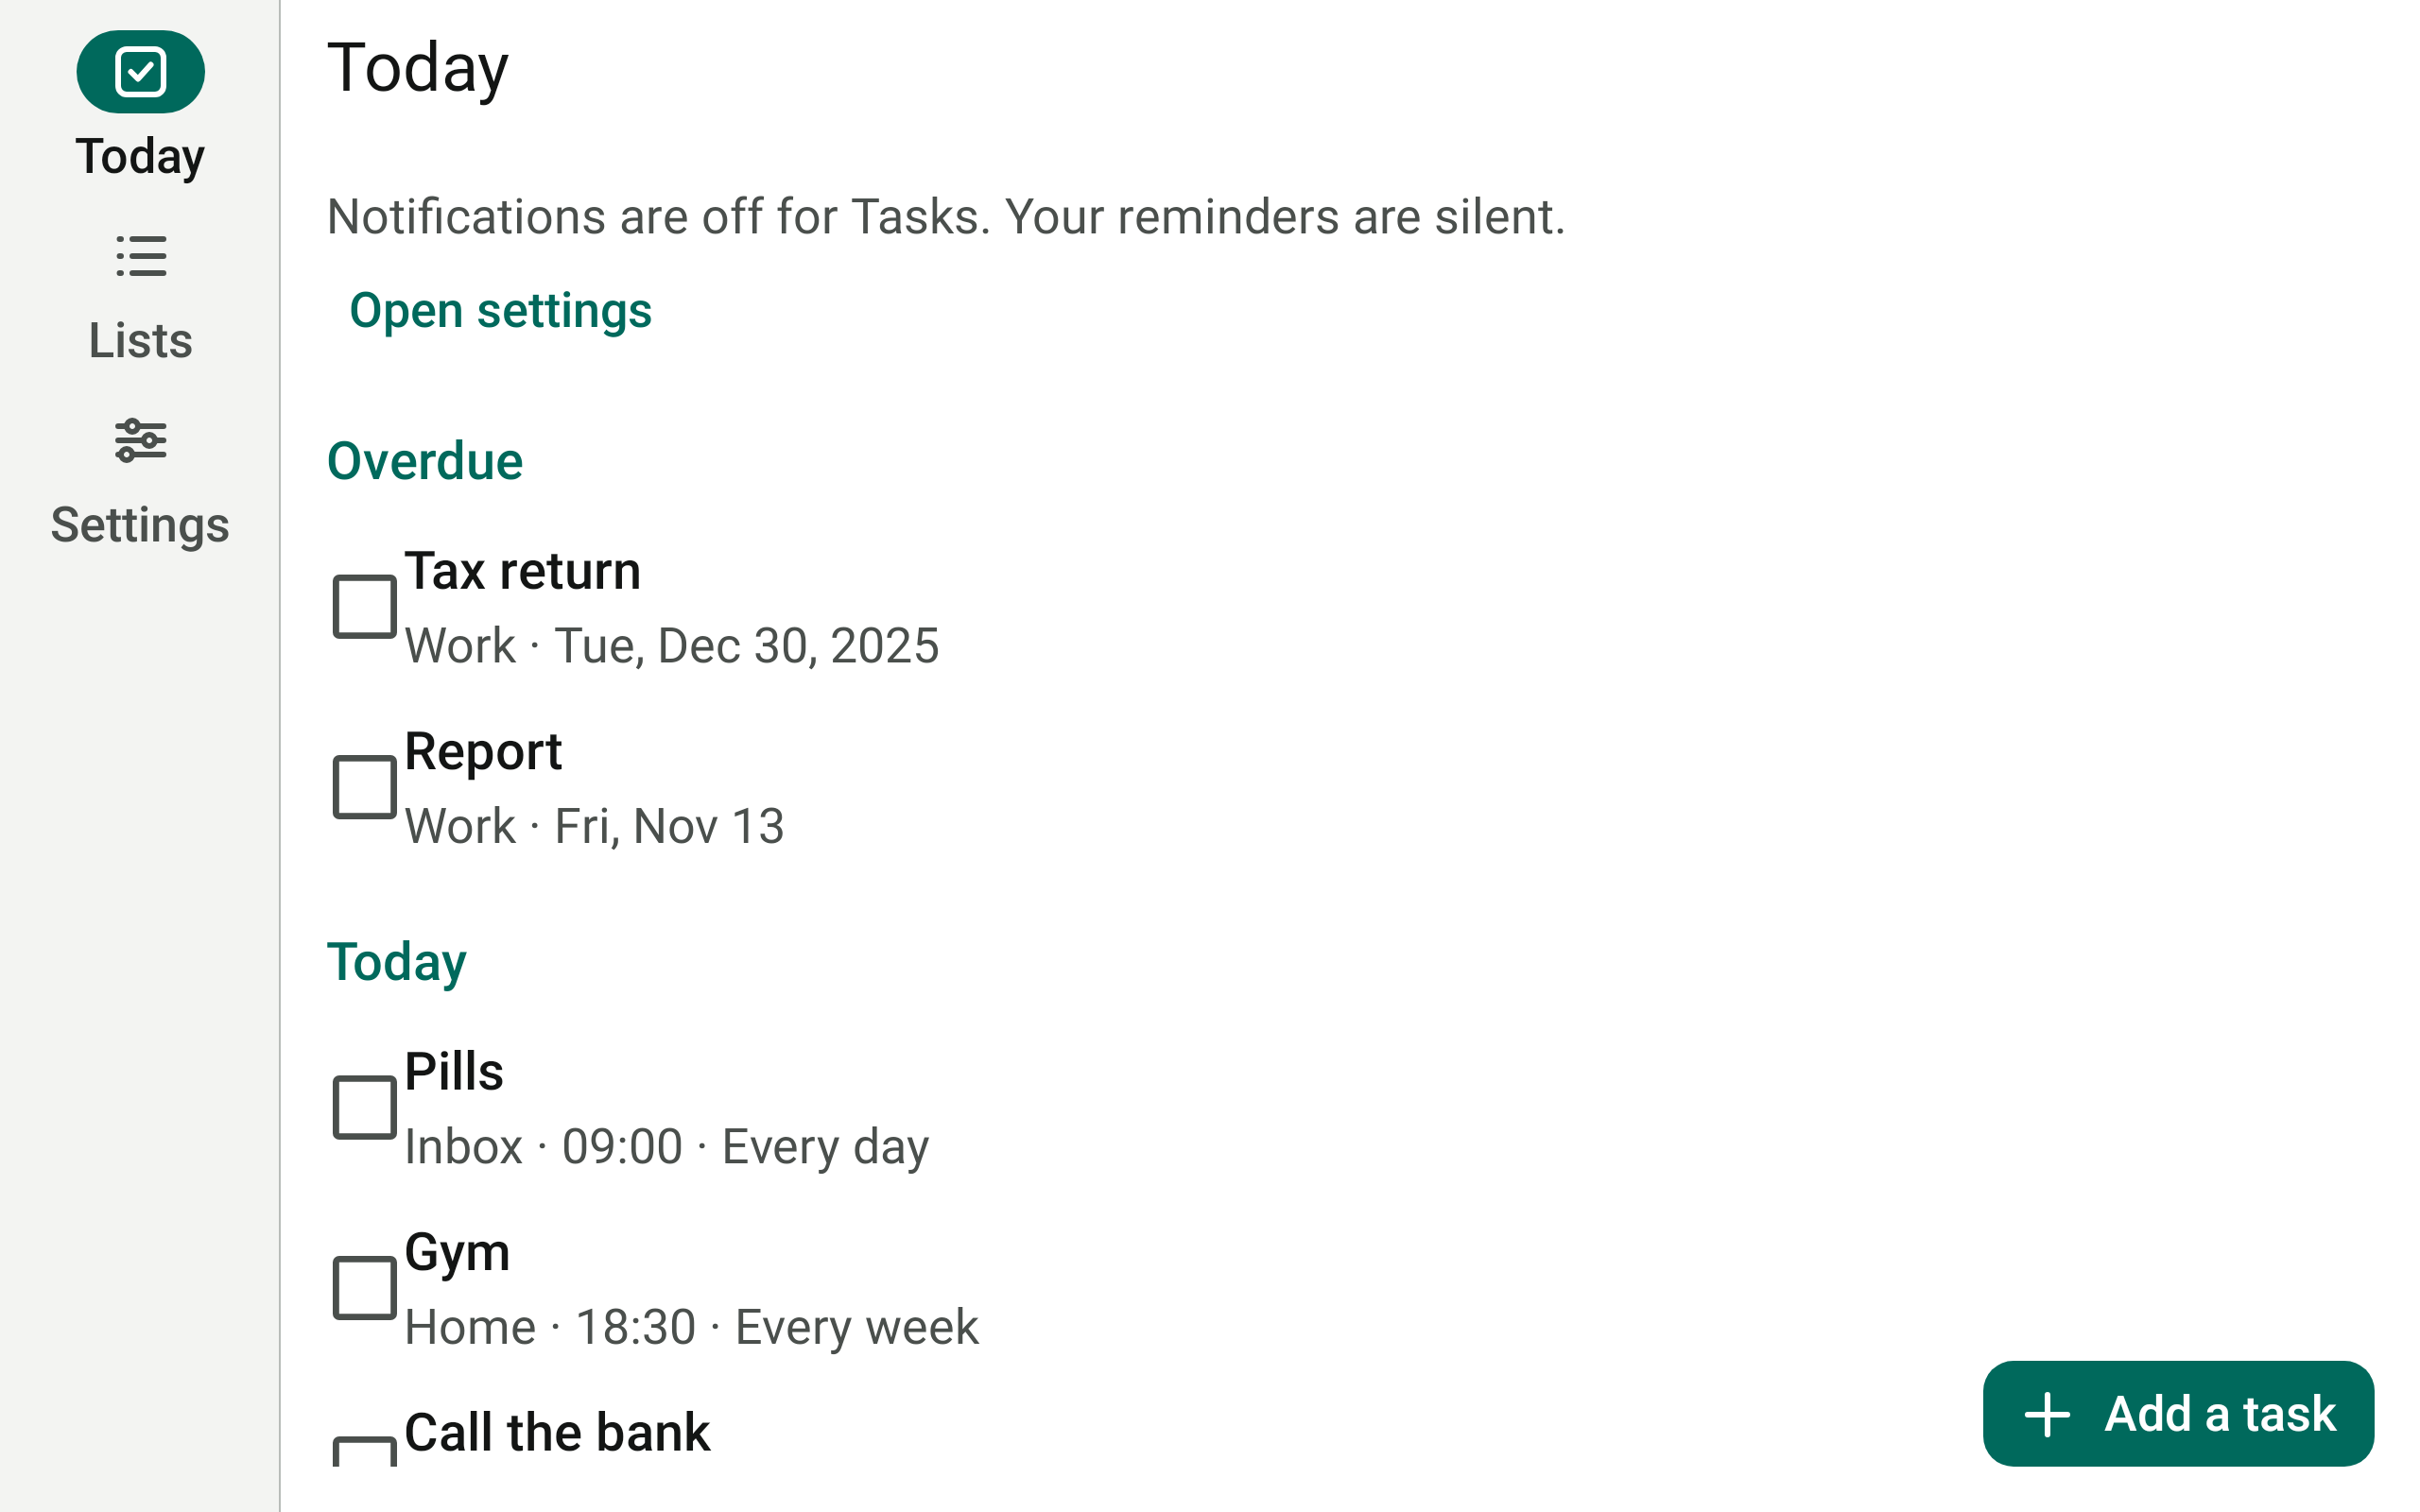 Today
Lists
Settings
Today
Notifications are off for Tasks. Your reminders are silent.
Open settings
Overdue
Tax return
Work · Tue, Dec 30, 2025
Report
Work · Fri, Nov 13
Today
Pills
Inbox · 09:00 · Every day
Gym
Home · 18:30 · Every week
Call the bank
Add a task